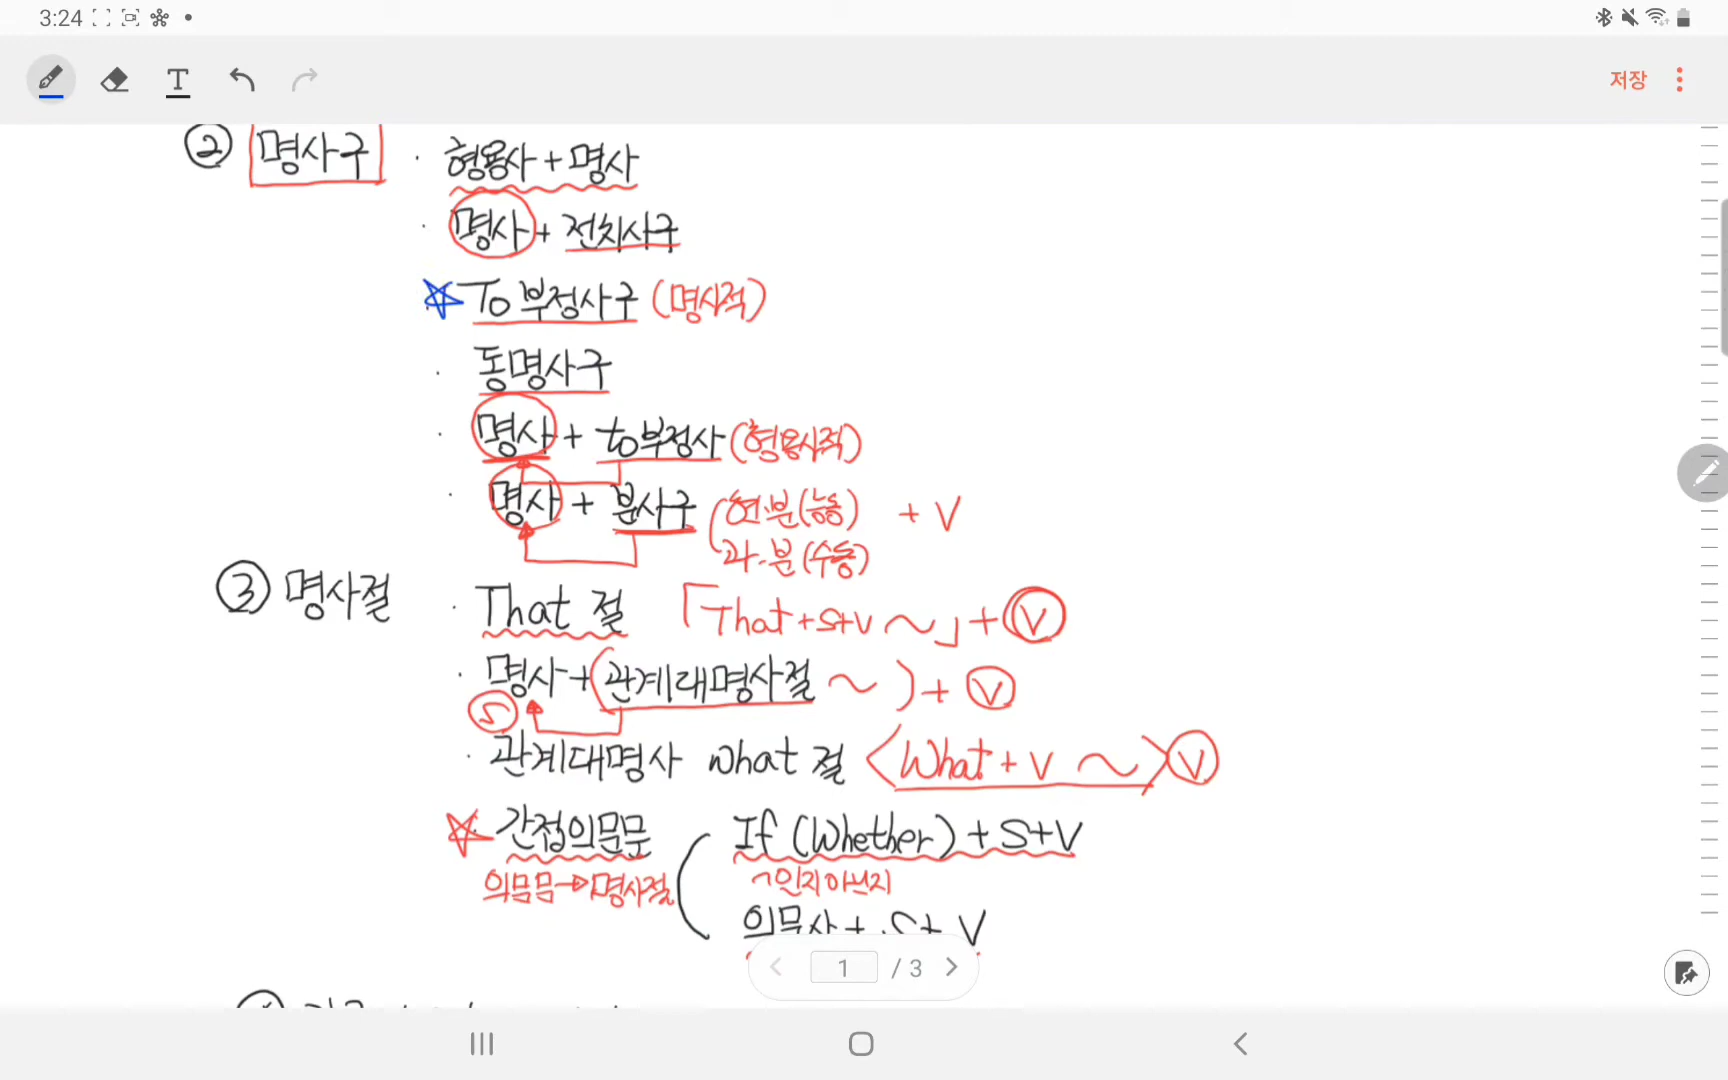 3:24
저장
② 명사구 · 형용사 + 명사
· 명사 + 전치사구
☆ To 부정사구 (명사적)
· 동명사구
· 명사 + to부정사 (형용사적)
· 명사 + 분사구 (현.분(능동) + V
과.분(수동)
③ 명사절 · That 절 「That + S+V ~」 + V
· 명사 + (관계대명사절 ~ ) + V
S
· 관계대명사 what 절 <What + V ~> V
☆ 간접의문문 ( If (Whether) + S+V
의문문→명사절 ~인지아닌지
의문사 + S + V
1 / 3